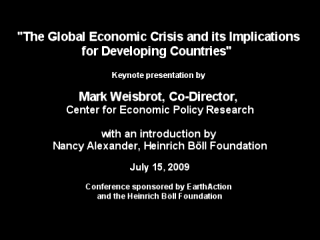 "The Global Economic Crisis and its Implications
for Developing Countries"
Keynote presentation by
Mark Weisbrot, Co-Director,
Center for Economic Policy Research
with an introduction by
Nancy Alexander, Heinrich Böll Foundation
July 15, 2009
Conference sponsored by EarthAction
and the Heinrich Boll Foundation